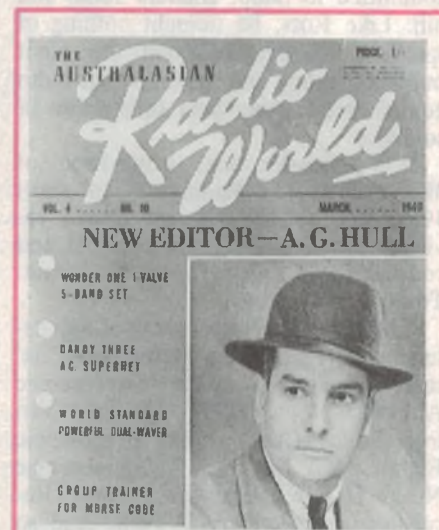 THE
AUSTRALASIAN
PRICE, 1/-
Radio
World
VOL. 4 ...... NO. 10
MARCH ...... 1940
NEW EDITOR—A. G. HULL
WONDER ONE 1 VALVE
5-BAND SET
DANDY THREE
A.C. SUPERHET
WORLD STANDARD
POWERFUL DUAL-WAVER
GROUP TRAINER
FOR MORSE CODE